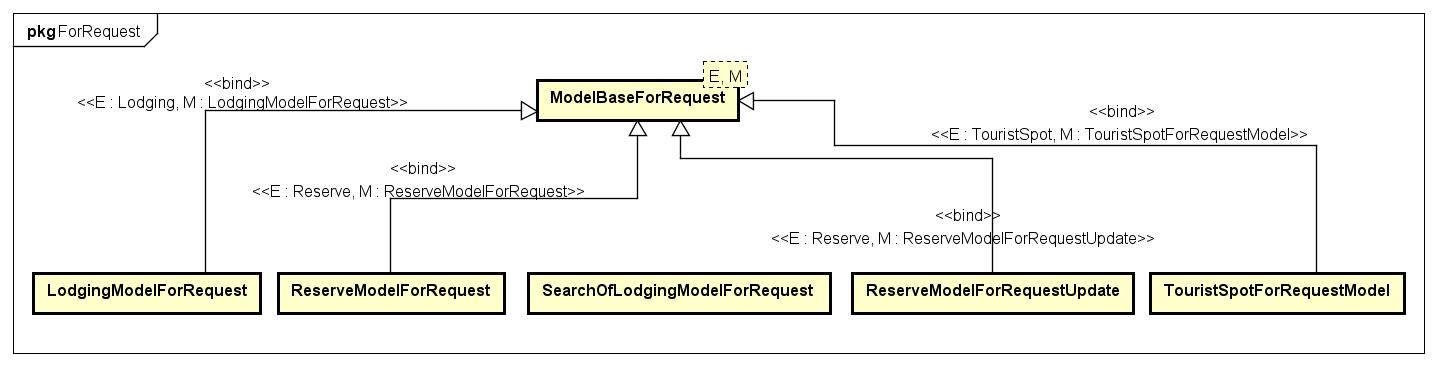 pkg ForRequest
<<bind>>
<<E : Lodging, M : LodgingModelForRequest>>
E, M
ModelBaseForRequest
<<bind>>
<<E : TouristSpot, M : TouristSpotForRequestModel>>
<<bind>>
<<E : Reserve, M : ReserveModelForRequest>>
<<bind>>
<<E : Reserve, M : ReserveModelForRequestUpdate>>
LodgingModelForRequest
ReserveModelForRequest
SearchOfLodgingModelForRequest
ReserveModelForRequestUpdate
TouristSpotForRequestModel